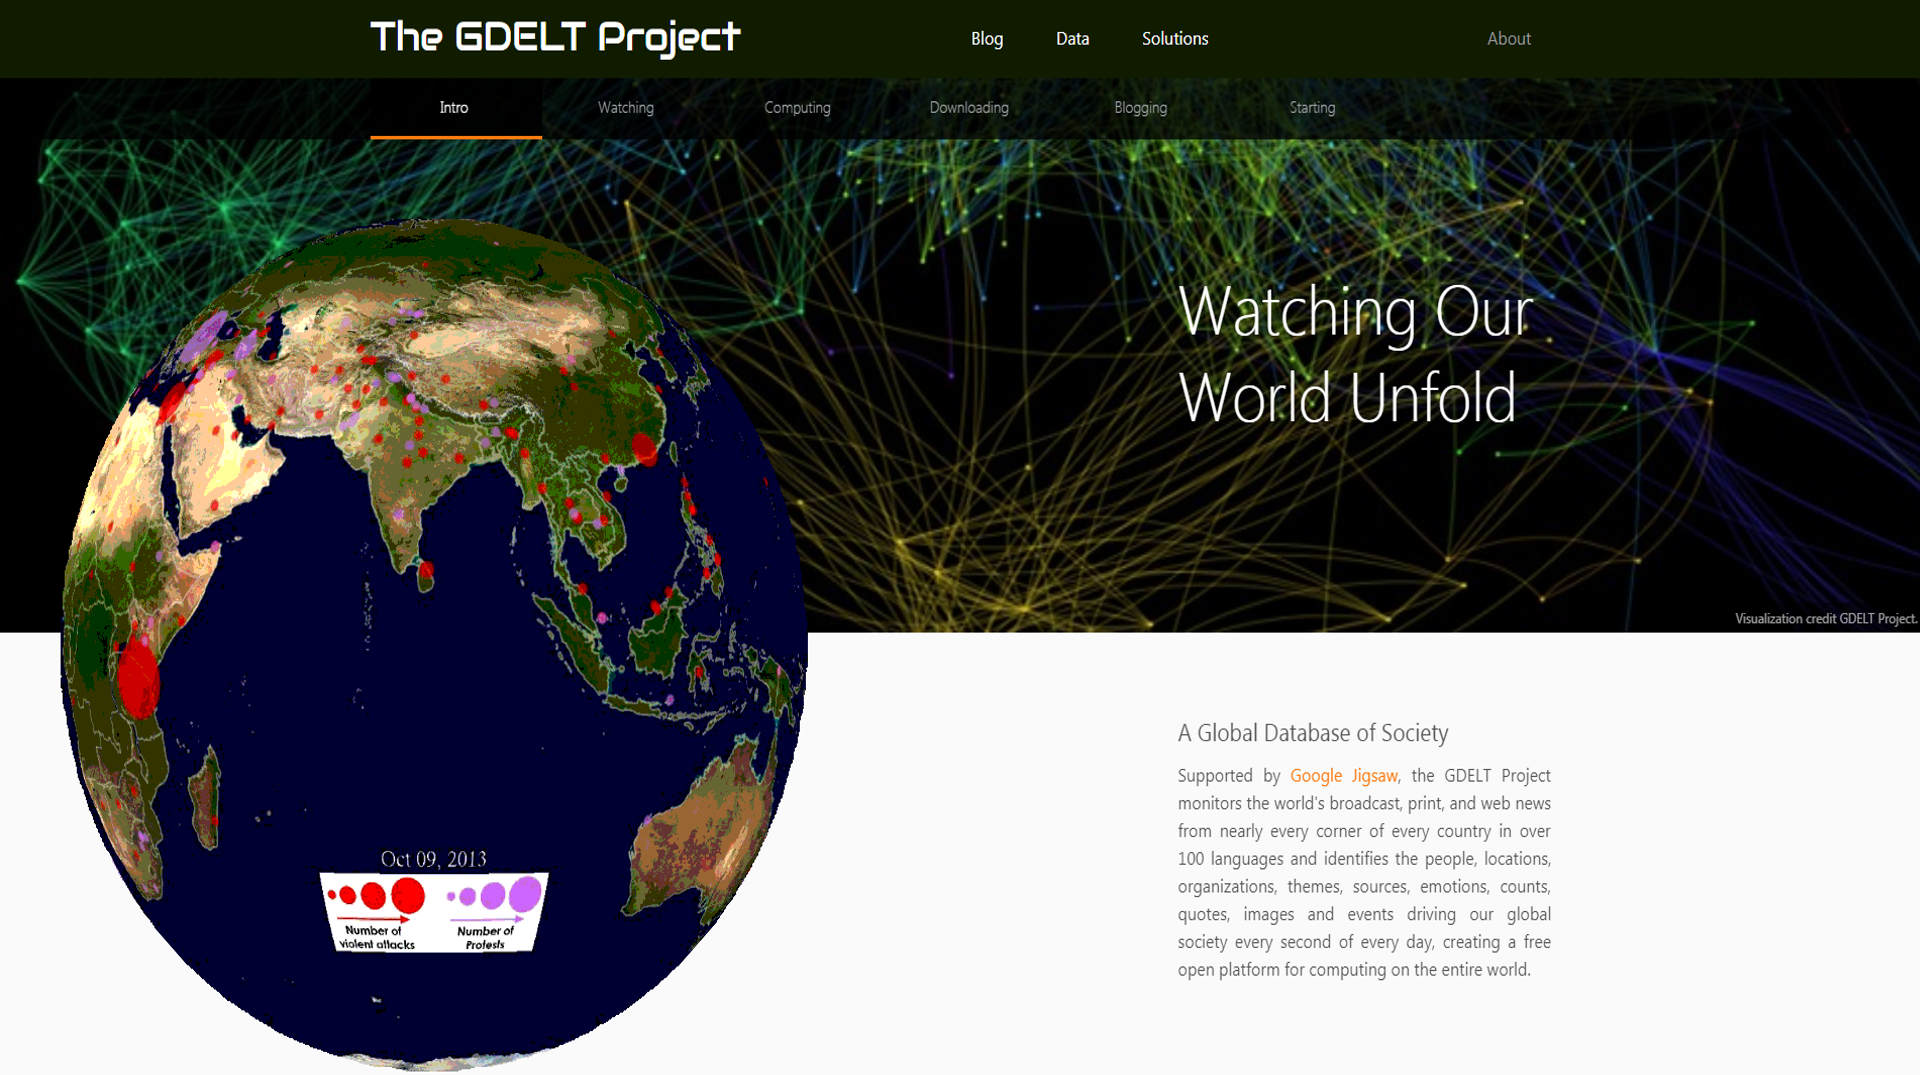 The GDELT Project
Blog
Data
Solutions
About
Intro
Watching
Computing
Downloading
Blogging
Starting
Watching Our
World Unfold
Visualization credit GDELT Project.
A Global Database of Society
Supported by Google Jigsaw, the GDELT Project
monitors the world's broadcast, print, and web news
from nearly every corner of every country in over
100 languages and identifies the people, locations,
organizations, themes, sources, emotions, counts,
quotes, images and events driving our global
society every second of every day, creating a free
open platform for computing on the entire world.
Oct 09, 2013
Number of
violent attacks
Number of
Protests